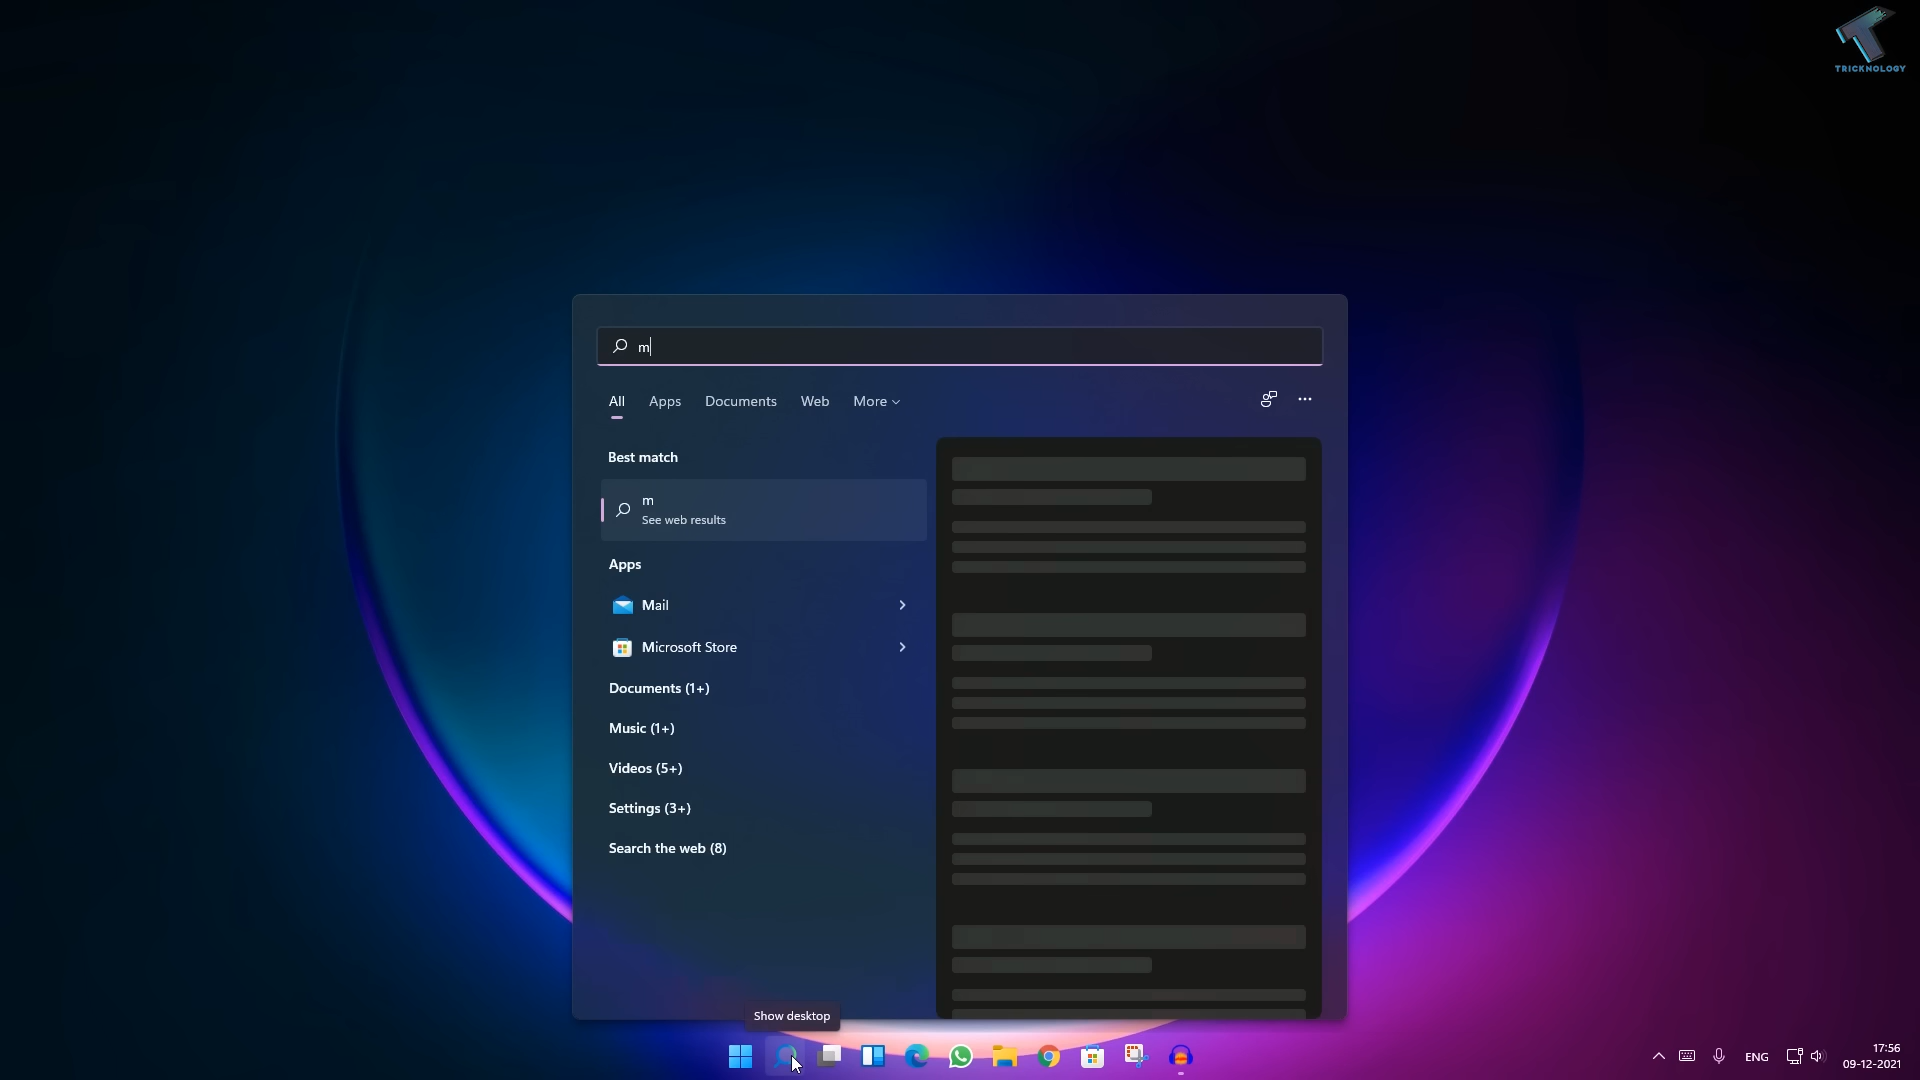 TRICKNOLOGY
m
All Apps Documents Web More
Best match
m
See web results
Apps
Mail
Microsoft Store
Documents (1+)
Music (1+)
Videos (5+)
Settings (3+)
Search the web (8)
Show desktop
ENG
17:56
09-12-2021